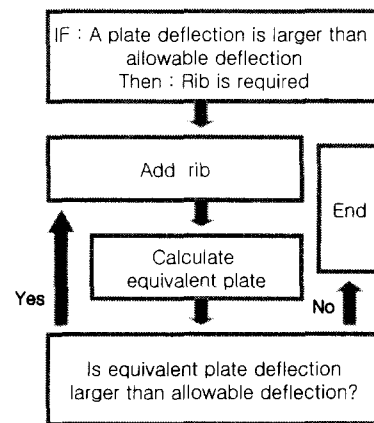 IF : A plate deflection is larger than
allowable deflection
Then : Rib is required
Add rib
End
Calculate
equivalent plate
Yes
No
Is equivalent plate deflection
larger than allowable deflection?